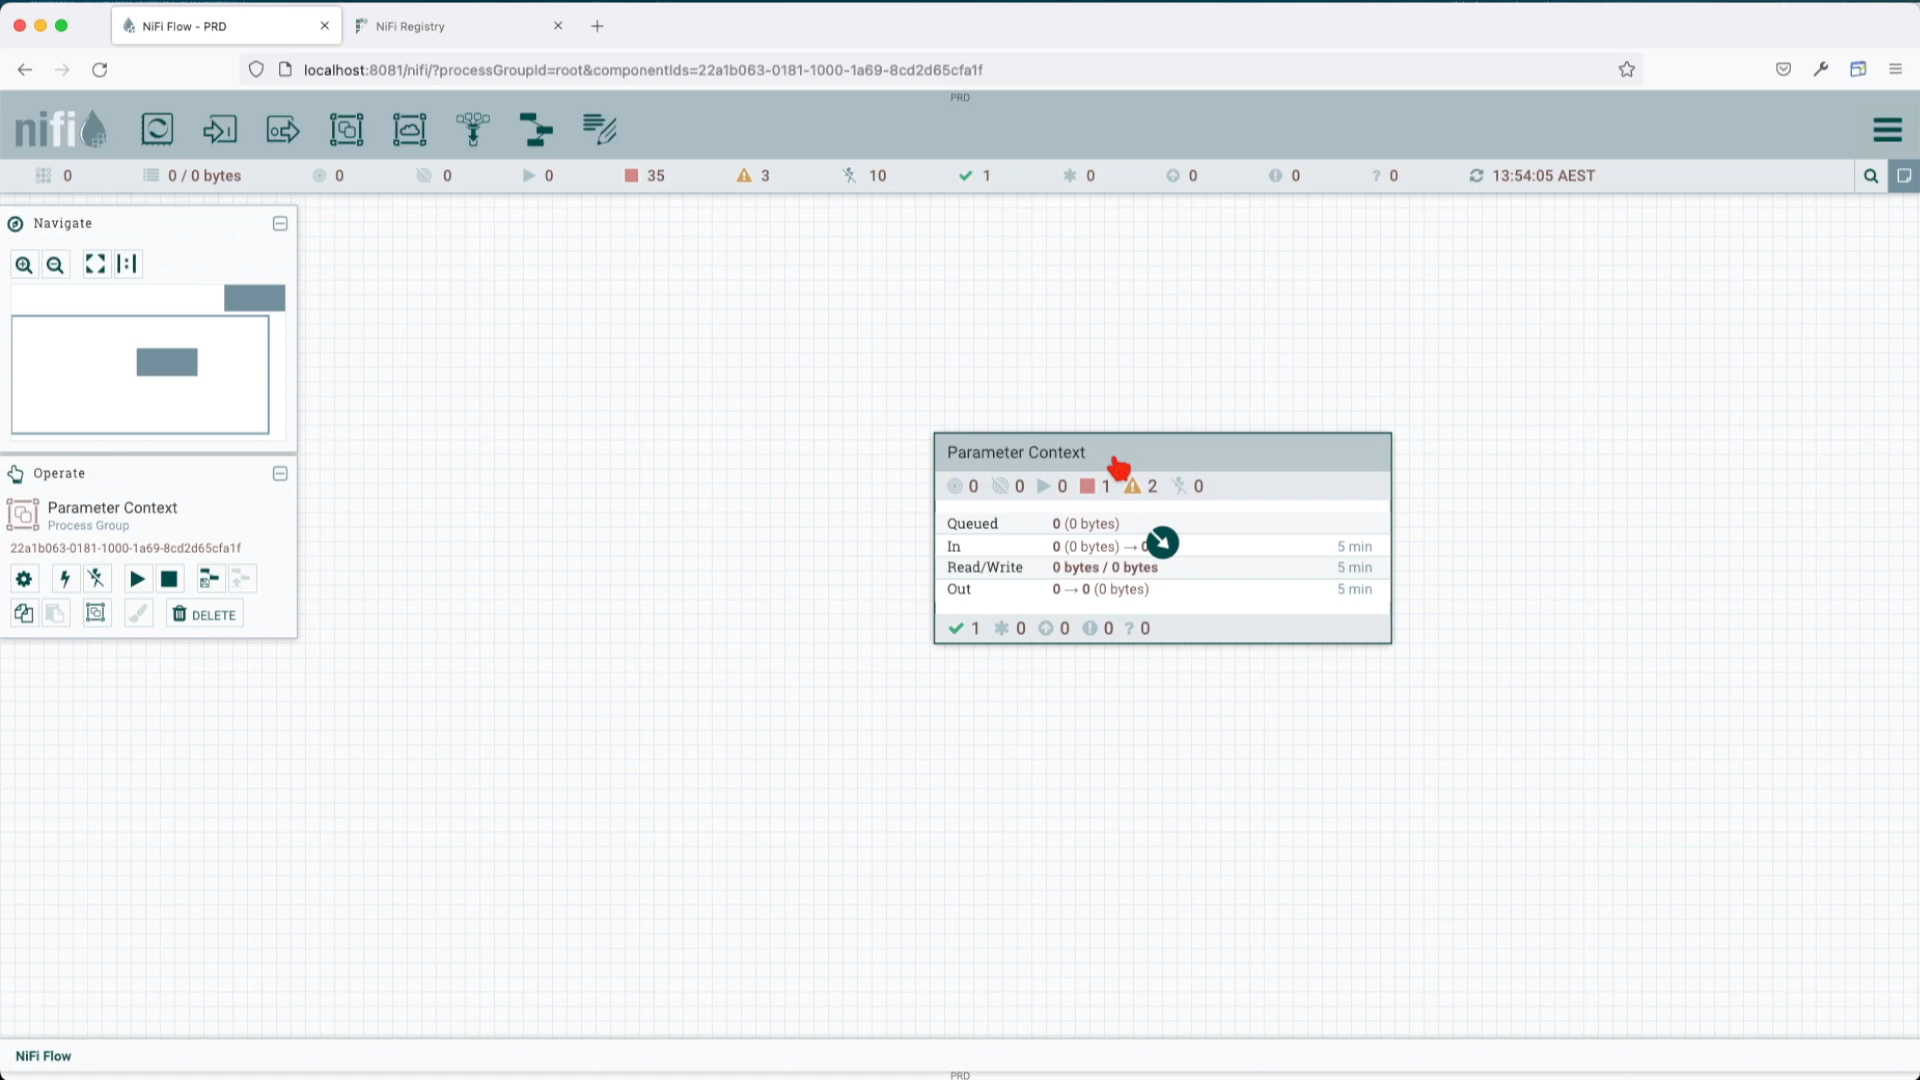 NiFi Flow - PRD
NiFi Registry
localhost:8081/nifi/?processGroupId=root&componentIds=22a1b063-0181-1000-1a69-8cd2d65cfa1f
PRD
nifi
0
0 / 0 bytes
0
0
0
35
3
10
1
0
0
0
? 0
13:54:05 AEST
Navigate
Operate
Parameter Context
Process Group
22a1b063-0181-1000-1a69-8cd2d65cfa1f
DELETE
Parameter Context
0 0 0 1 2 0
Queued 0 (0 bytes)
In 0 (0 bytes) → 0 5 min
Read/Write 0 bytes / 0 bytes 5 min
Out 0 → 0 (0 bytes) 5 min
1 0 0 0 ? 0
NiFi Flow
PRD